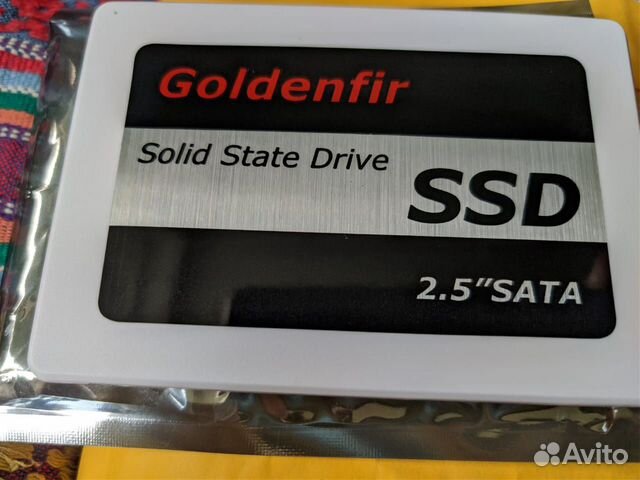 Goldenfir
Solid State Drive
SSD
2.5"SATA
Avito